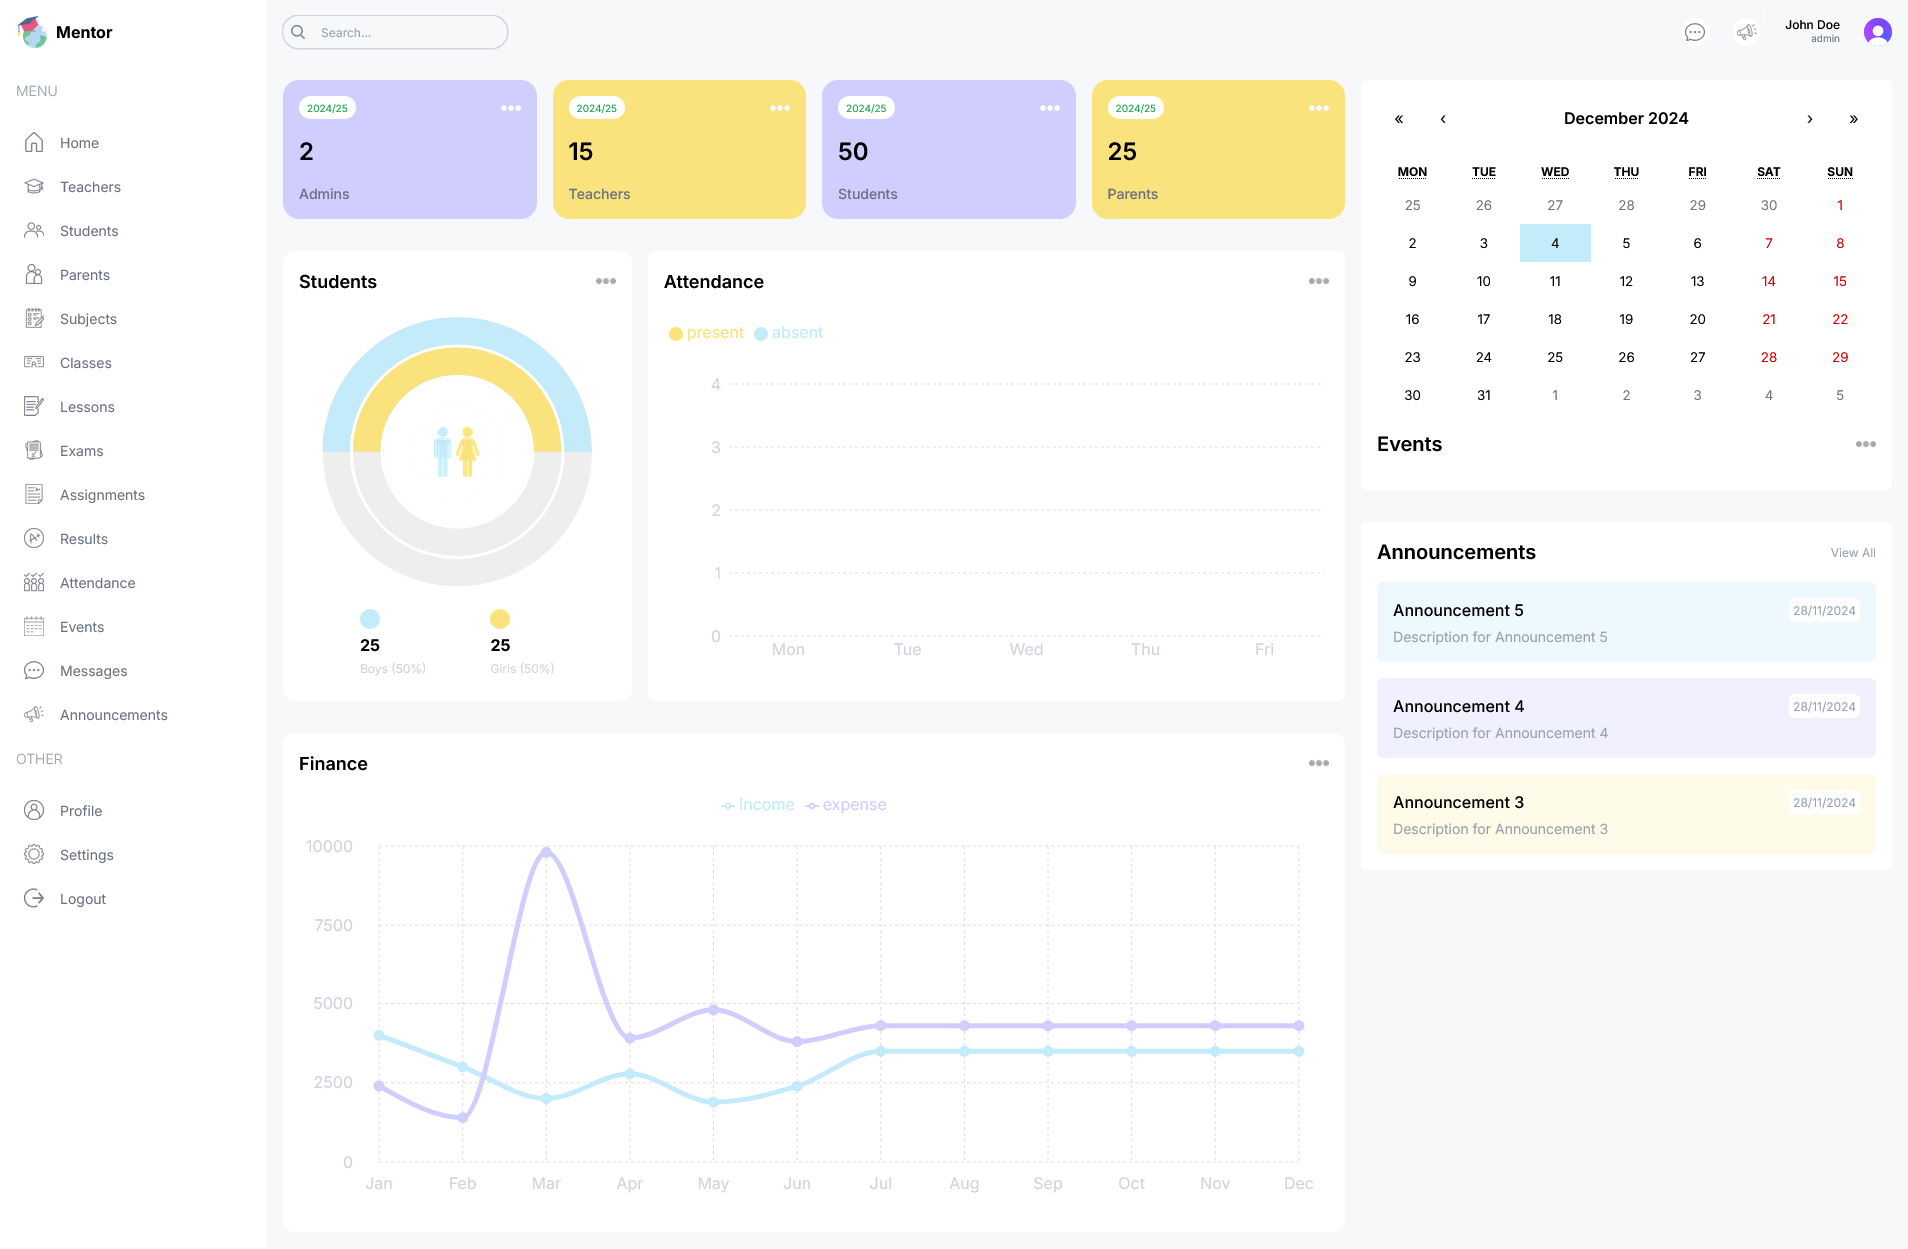 Mentor
MENU
Home
Teachers
Students
Parents
Subjects
Classes
Lessons
Exams
Assignments
Results
Attendance
Events
Messages
Announcements
OTHER
Profile
Settings
Logout
Search...
John Doe
admin
2024/25
2
Admins
2024/25
15
Teachers
2024/25
50
Students
2024/25
25
Parents
Students
25
Boys (50%)
25
Girls (50%)
Attendance
present absent
4
3
2
1
0
Mon Tue Wed Thu Fri
Finance
income expense
10000
7500
5000
2500
0
Jan Feb Mar Apr May Jun Jul Aug Sep Oct Nov Dec
« ‹ December 2024 › »
MON TUE WED THU FRI SAT SUN
25 26 27 28 29 30 1
2 3 4 5 6 7 8
9 10 11 12 13 14 15
16 17 18 19 20 21 22
23 24 25 26 27 28 29
30 31 1 2 3 4 5
Events
Announcements View All
Announcement 5 28/11/2024
Description for Announcement 5
Announcement 4 28/11/2024
Description for Announcement 4
Announcement 3 28/11/2024
Description for Announcement 3